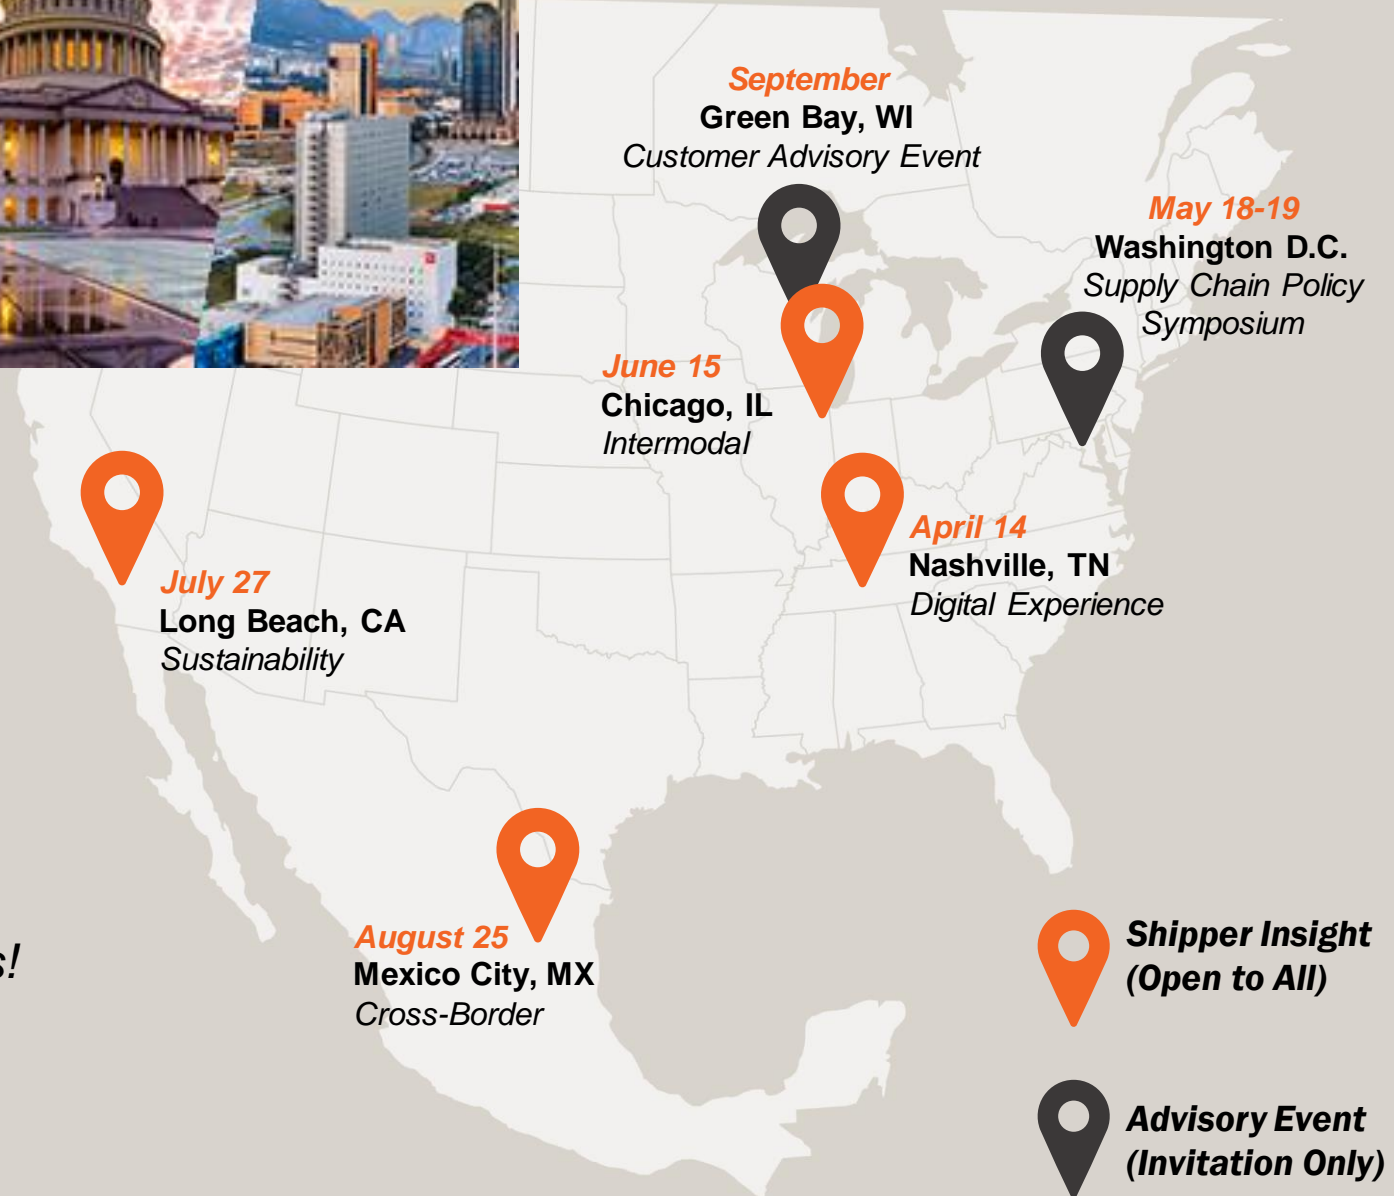 September
Green Bay, WI
Customer Advisory Event
May 18-19
Washington D.C.
Supply Chain Policy
Symposium
June 15
Chicago, IL
Intermodal
April 14
Nashville, TN
Digital Experience
July 27
Long Beach, CA
Sustainability
August 25
Mexico City, MX
Cross-Border
s!
Shipper Insight
(Open to All)
Advisory Event
(Invitation Only)